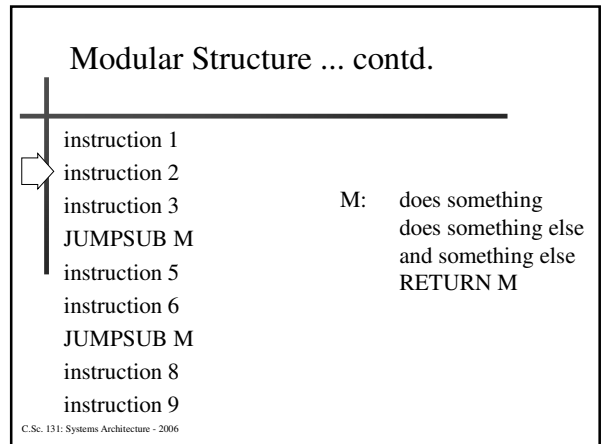 Modular Structure ... contd.
instruction 1
instruction 2
instruction 3
JUMPSUB M
instruction 5
instruction 6
JUMPSUB M
instruction 8
instruction 9
M: does something
does something else
and something else
RETURN M
C.Sc. 131: Systems Architecture - 2006